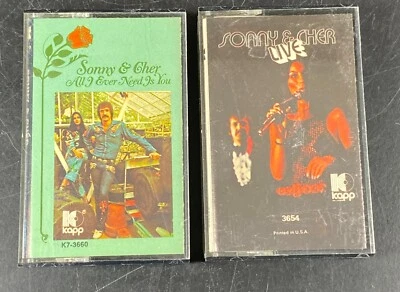 Sonny & Cher
All I Ever Need Is You
K
kapp
K7-3660
SONNY & CHER
LIVE
K
kapp
3654
Printed in U.S.A.